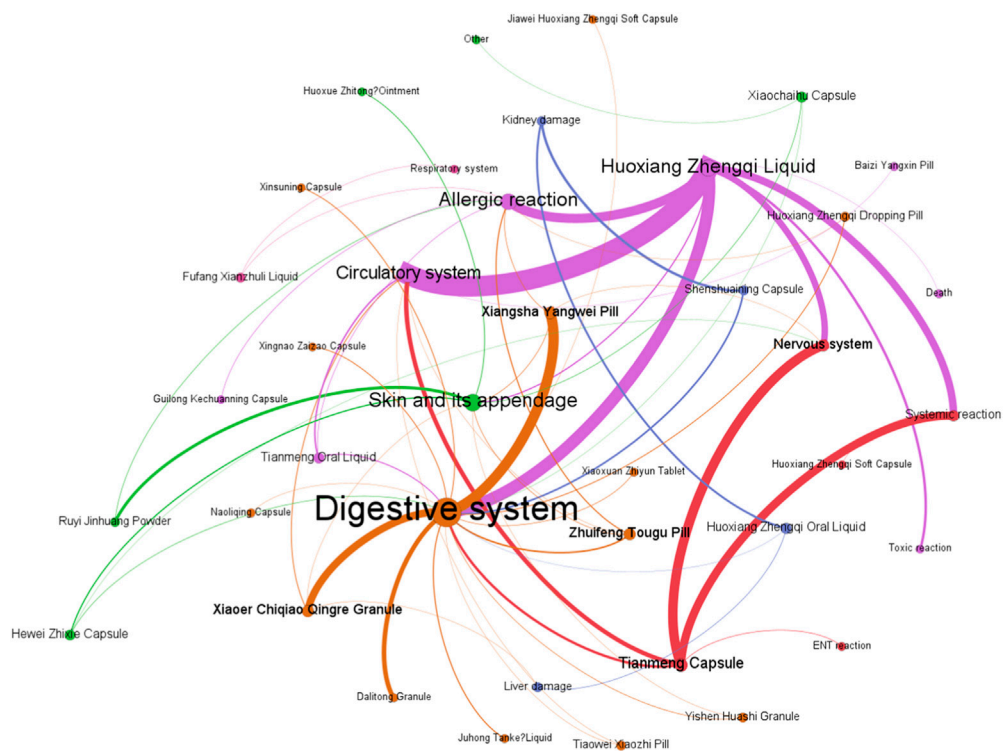 Jiawei Huoxiang Zhengqi Soft Capsule
Other
Huoxue Zhitong?Ointment
Xiaochaihu Capsule
Kidney damage
Huoxiang Zhengqi Liquid
Baizi Yangxin Pill
Respiratory system
Xinsuning Capsule
Allergic reaction
Huoxiang Zhengqi Dropping Pill
Circulatory system
Fufang Xianzhuli Liquid
Shenshuaining Capsule
Death
Xiangsha Yangwei Pill
Xingnao Zaizao Capsule
Nervous system
Guilong Kechuanning Capsule
Skin and its appendage
Systemic reaction
Tianmeng Oral Liquid
Huoxiang Zhengqi Soft Capsule
Xiaoxuan Zhiyun Tablet
Digestive system
Naoliqing Capsule
Ruyi Jinhuang Powder
Huoxiang Zhengqi Oral Liquid
Zhuifeng Tougu Pill
Toxic reaction
Xiaoer Chiqiao Qingre Granule
Hewei Zhixie Capsule
ENT reaction
Tianmeng Capsule
Liver damage
Dalitong Granule
Yishen Huashi Granule
Juhong Tanke?Liquid
Tiaowei Xiaozhi Pill